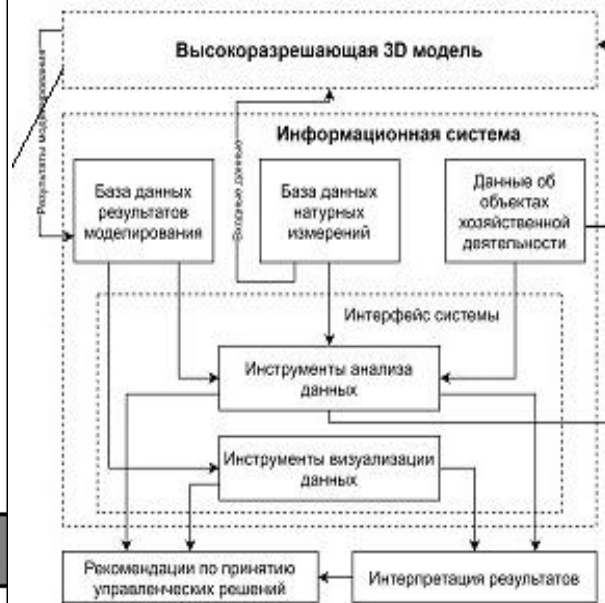 Высокоразрешающая 3D модель
Результаты моделирования
Информационная система
База данных
результатов
моделирования
Входные данные
База данных
натурных
измерений
Данные об
объектах
хозяйственной
деятельности
Интерфейс системы
Инструменты анализа
данных
Инструменты визуализации
данных
Рекомендации по принятию
управленческих решений
Интерпретация результатов